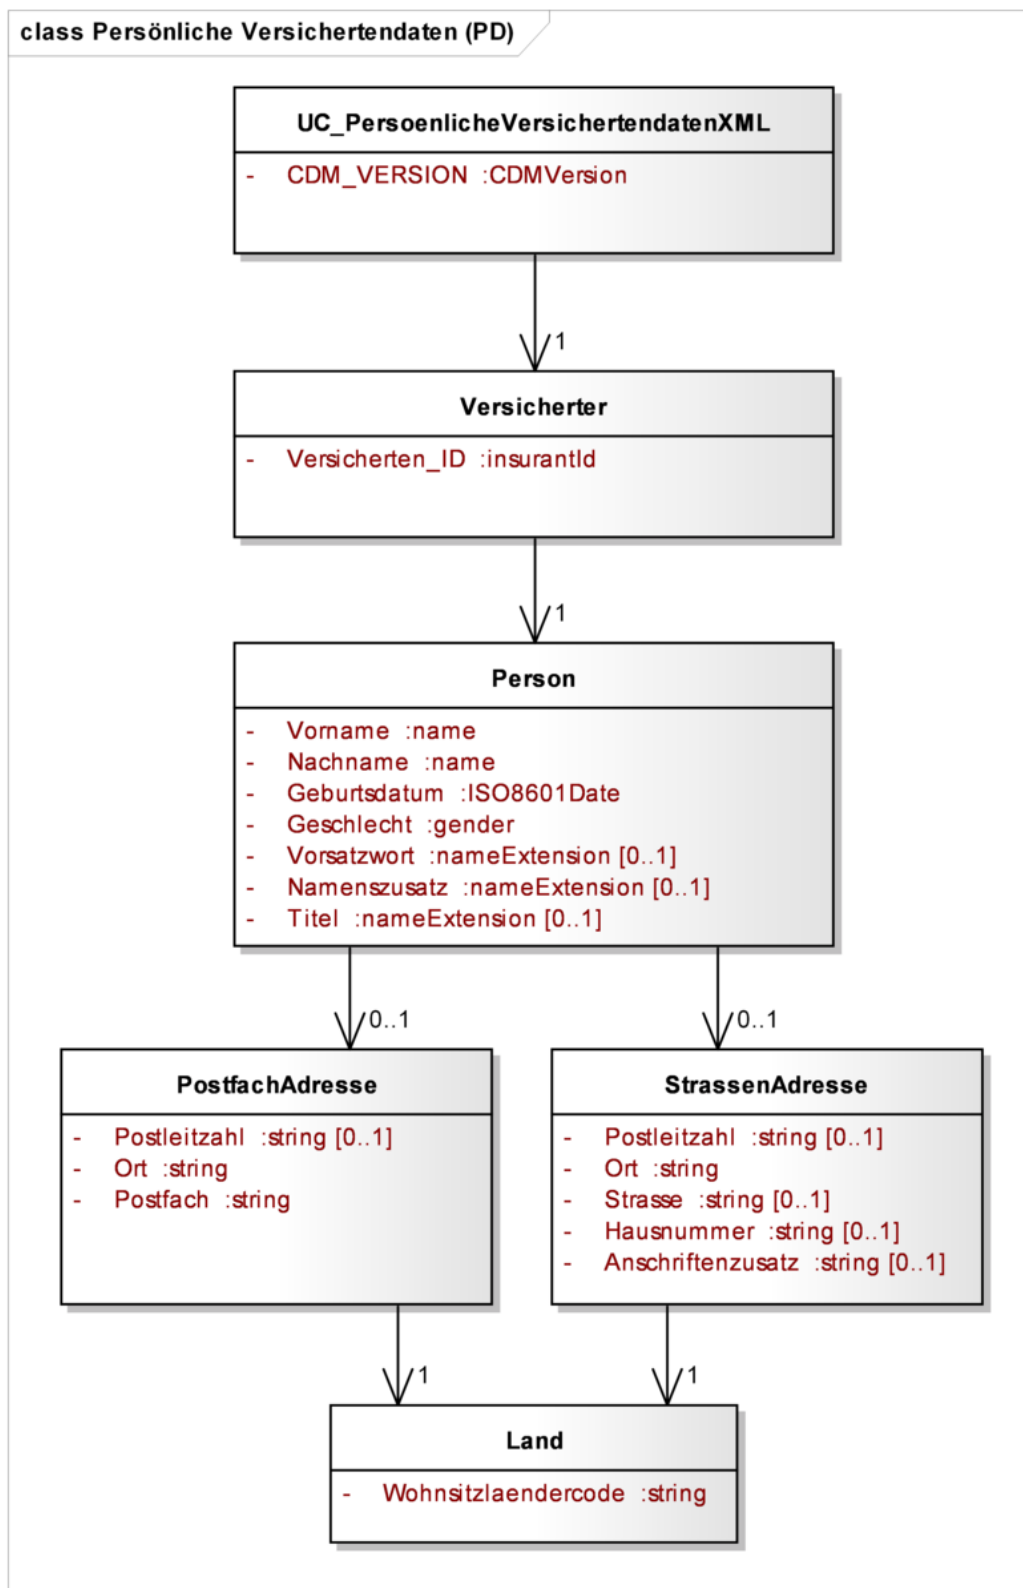 class Persönliche Versichertendaten (PD)
UC_PersoenlicheVersichertendatenXML
- CDM_VERSION :CDMVersion
1
Versicherter
- Versicherten_ID :insurantId
1
Person
- Vorname :name
- Nachname :name
- Geburtsdatum :ISO8601Date
- Geschlecht :gender
- Vorsatzwort :nameExtension [0..1]
- Namenszusatz :nameExtension [0..1]
- Titel :nameExtension [0..1]
0..1
0..1
PostfachAdresse
- Postleitzahl :string [0..1]
- Ort :string
- Postfach :string
StrassenAdresse
- Postleitzahl :string [0..1]
- Ort :string
- Strasse :string [0..1]
- Hausnummer :string [0..1]
- Anschriftenzusatz :string [0..1]
1
1
Land
- Wohnsitzlaendercode :string